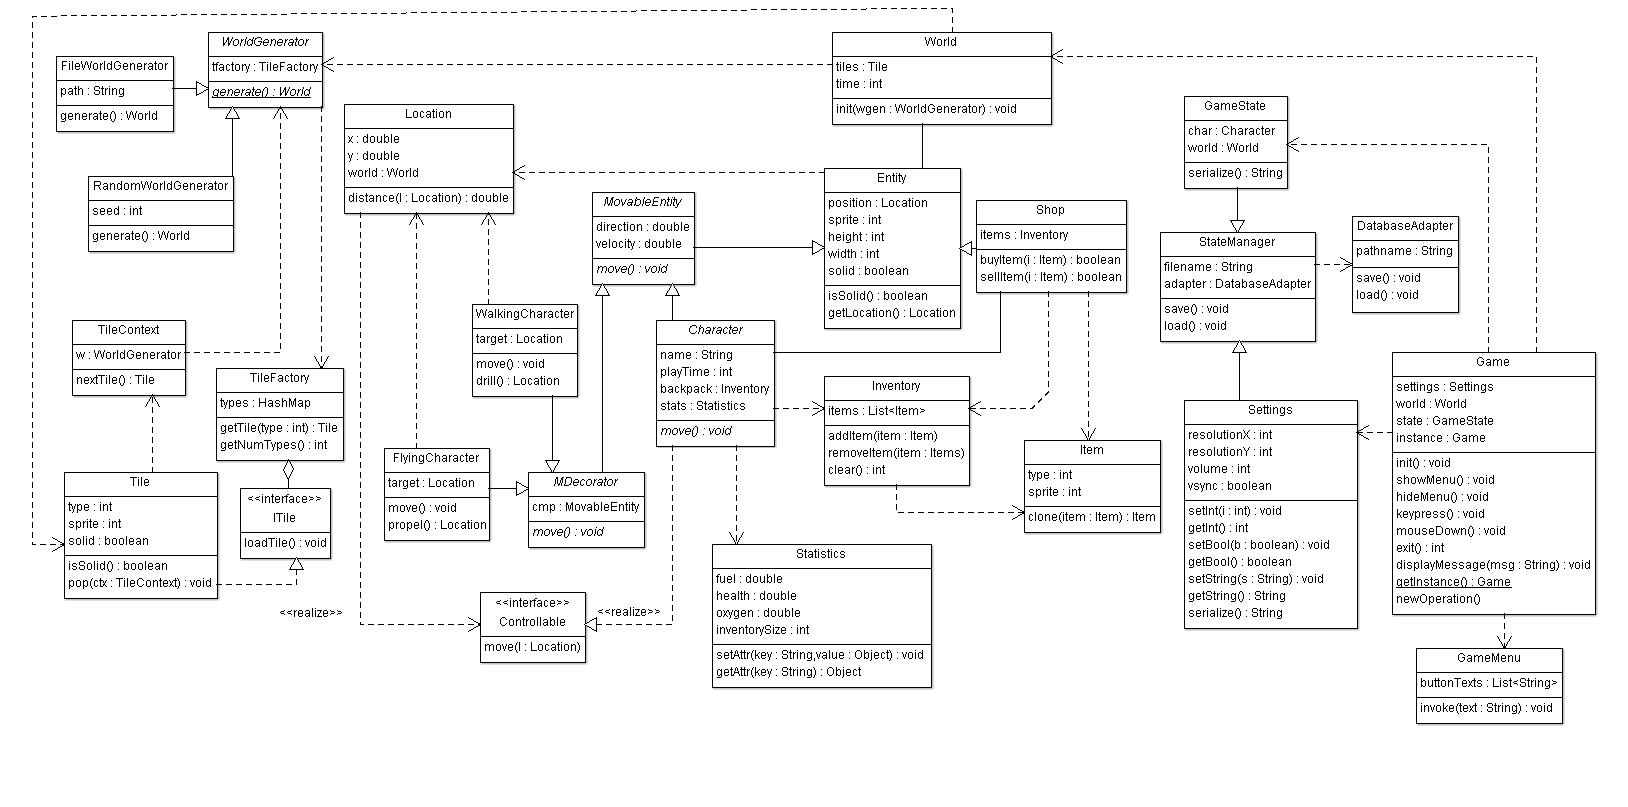 WorldGenerator
tfactory : TileFactory
generate() : World
FileWorldGenerator
path : String
generate() : World
RandomWorldGenerator
seed : int
generate() : World
Location
x : double
y : double
world : World
distance(l : Location) : double
World
tiles : Tile
time : int
init(wgen : WorldGenerator) : void
Entity
position : Location
sprite : int
height : int
width : int
solid : boolean
isSolid() : boolean
getLocation() : Location
MovableEntity
direction : double
velocity : double
move() : void
Shop
items : Inventory
buyItem(i : Item) : boolean
sellItem(i : Item) : boolean
GameState
char : Character
world : World
serialize() : String
StateManager
filename : String
adapter : DatabaseAdapter
save() : void
load() : void
DatabaseAdapter
pathname : String
save() : void
load() : void
TileContext
w : WorldGenerator
nextTile() : Tile
TileFactory
types : HashMap
getTile(type : int) : Tile
getNumTypes() : int
WalkingCharacter
target : Location
move() : void
drill() : Location
Character
name : String
playTime : int
backpack : Inventory
stats : Statistics
move() : void
Inventory
items : List<Item>
addItem(item : Item)
removeItem(item : Items)
clear() : int
Item
type : int
sprite : int
clone(item : Item) : Item
Settings
resolutionX : int
resolutionY : int
volume : int
vsync : boolean
setInt(i : int) : void
getInt() : int
setBool(b : boolean) : void
getBool() : boolean
setString(s : String) : void
getString() : String
serialize() : String
Game
settings : Settings
world : World
state : GameState
instance : Game
init() : void
showMenu() : void
hideMenu() : void
keypress() : void
mouseDown() : void
exit() : int
displayMessage(msg : String) : void
getInstance() : Game
newOperation()
Tile
type : int
sprite : int
solid : boolean
isSolid() : boolean
pop(ctx : TileContext) : void
<<interface>>
ITile
loadTile() : void
<<realize>>
FlyingCharacter
target : Location
move() : void
propel() : Location
MDecorator
cmp : MovableEntity
move() : void
<<interface>>
Controllable
move(l : Location)
<<realize>>
Statistics
fuel : double
health : double
oxygen : double
inventorySize : int
setAttr(key : String,value : Object) : void
getAttr(key : String) : Object
GameMenu
buttonTexts : List<String>
invoke(text : String) : void